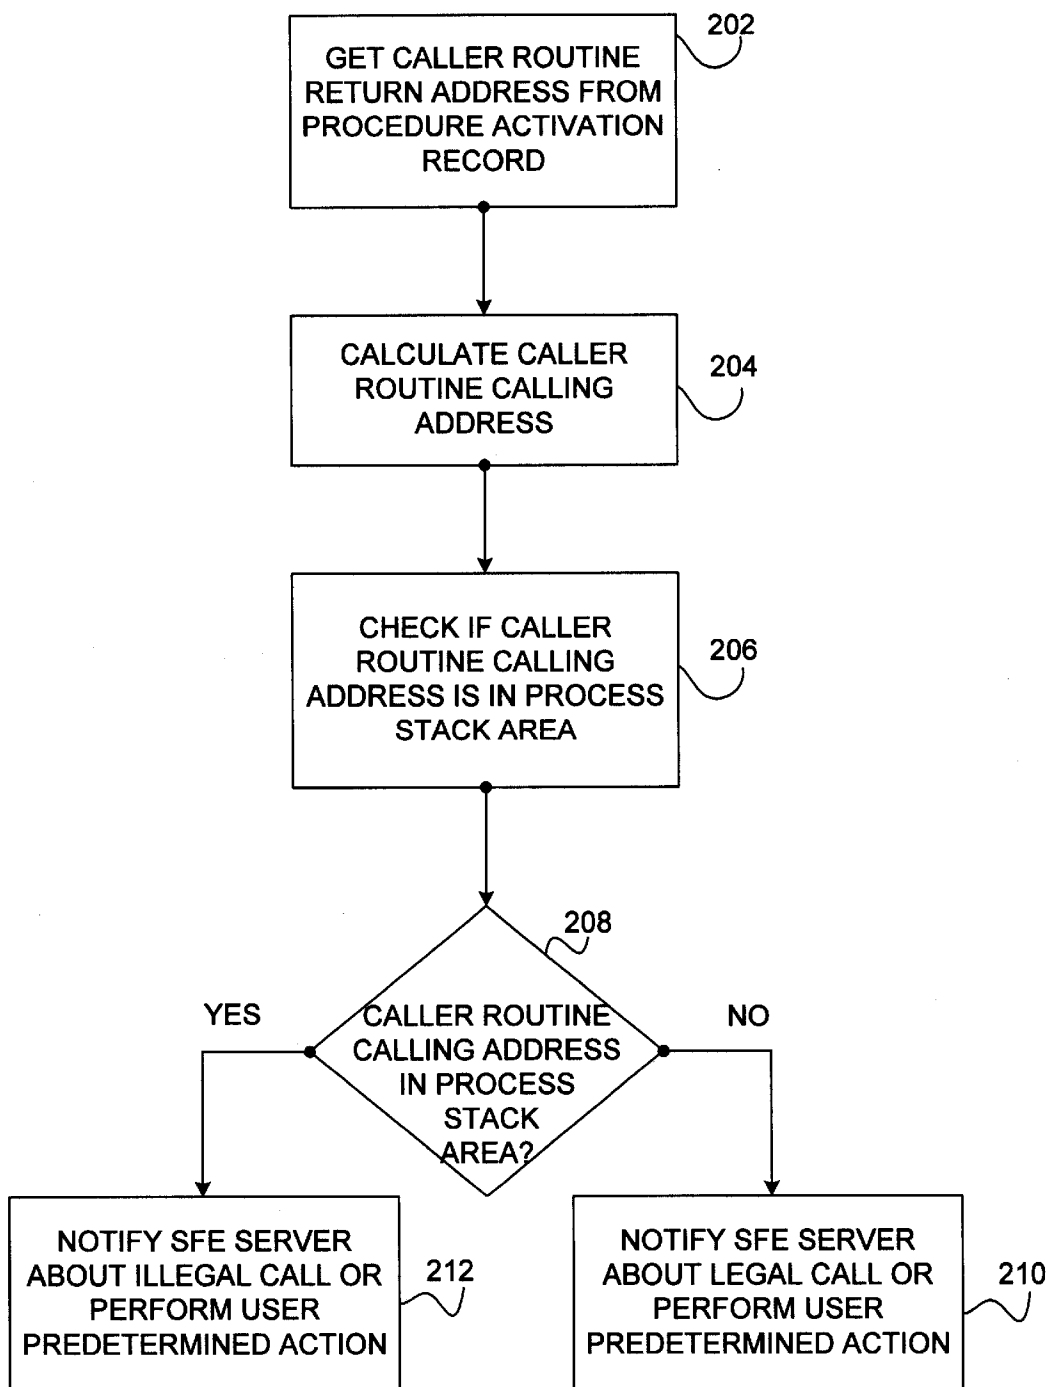 202
GET CALLER ROUTINE
RETURN ADDRESS FROM
PROCEDURE ACTIVATION
RECORD
204
CALCULATE CALLER
ROUTINE CALLING
ADDRESS
206
CHECK IF CALLER
ROUTINE CALLING
ADDRESS IS IN PROCESS
STACK AREA
208
YES
NO
CALLER ROUTINE
CALLING ADDRESS
IN PROCESS
STACK
AREA?
NOTIFY SFE SERVER
ABOUT ILLEGAL CALL OR
PERFORM USER
PREDETERMINED ACTION
212
NOTIFY SFE SERVER
ABOUT LEGAL CALL OR
PERFORM USER
PREDETERMINED ACTION
210